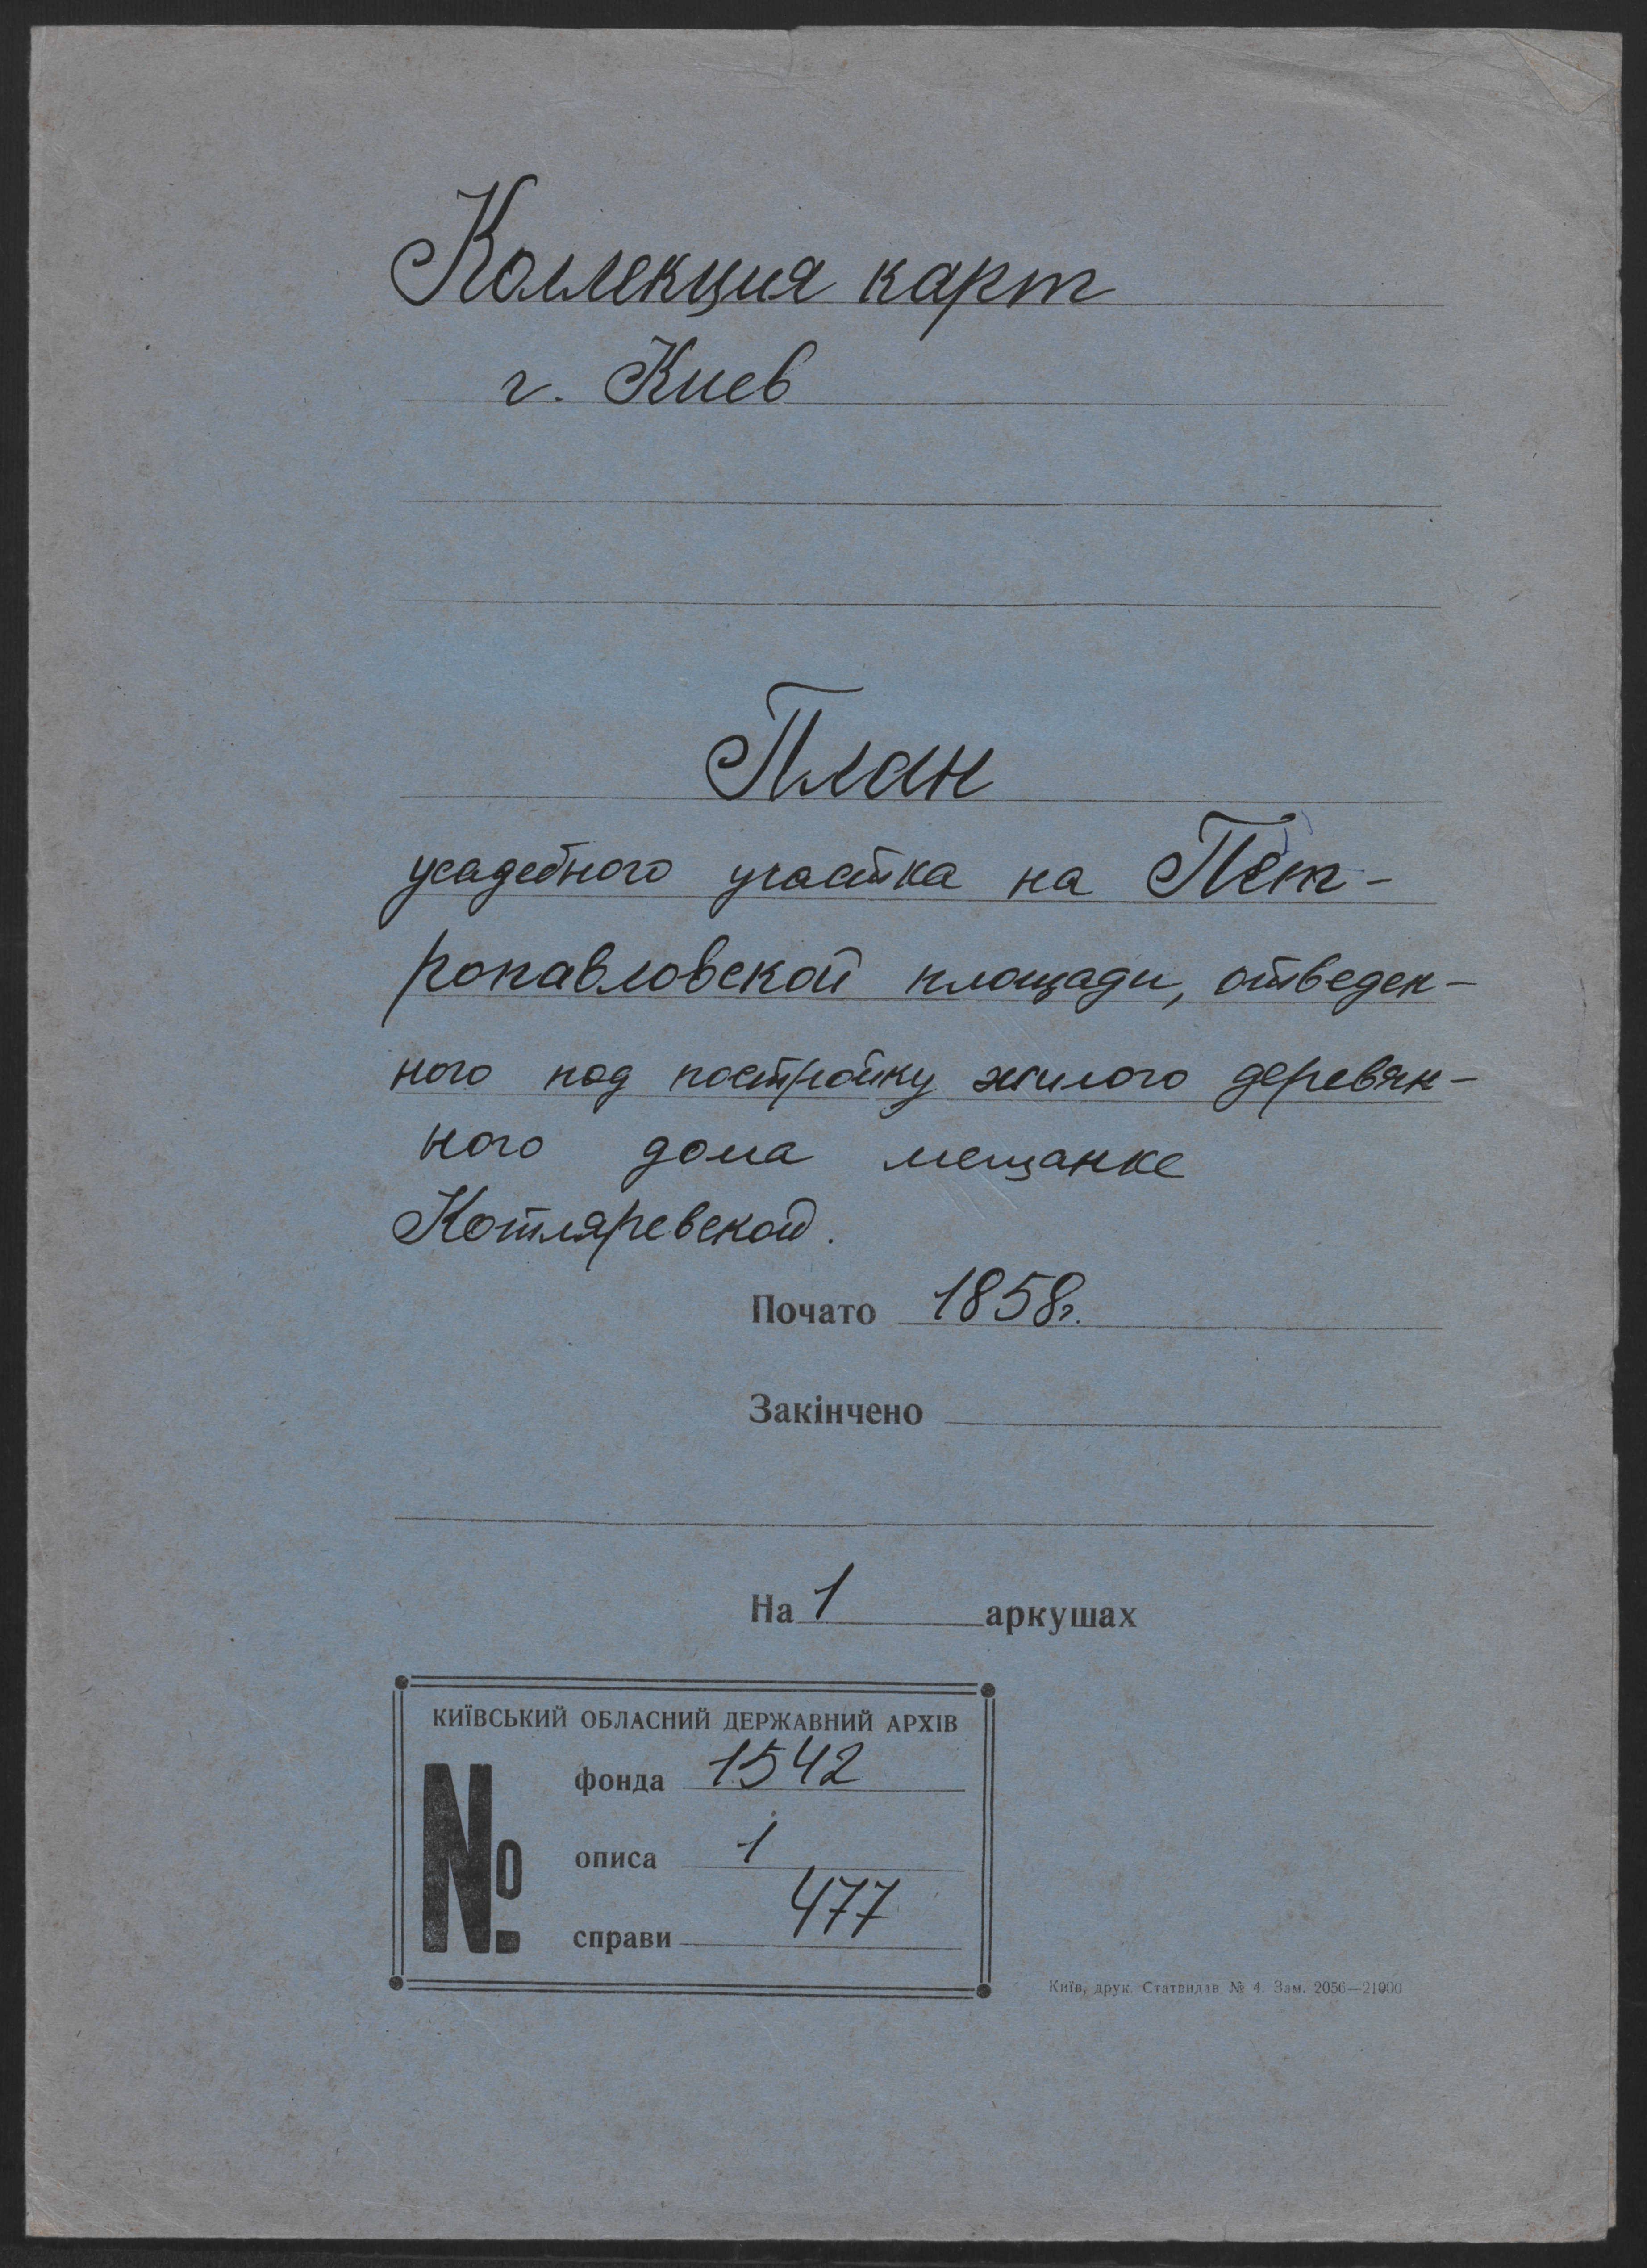 Коллекция карт
г. Киев
План
усадебного участка на Пет-
ропавловской площади, отведен-
ного под постройку жилого деревян-
ного дома мещанке
Котляревской.
Почато 1858г.
Закінчено
На 1 аркушах
КИЇВСЬКИЙ ОБЛАСНИЙ ДЕРЖАВНИЙ АРХІВ
№
фонда 1542
описа 1
справи 477
Київ, друк. Статвидав № 4. Зам. 2056—21000